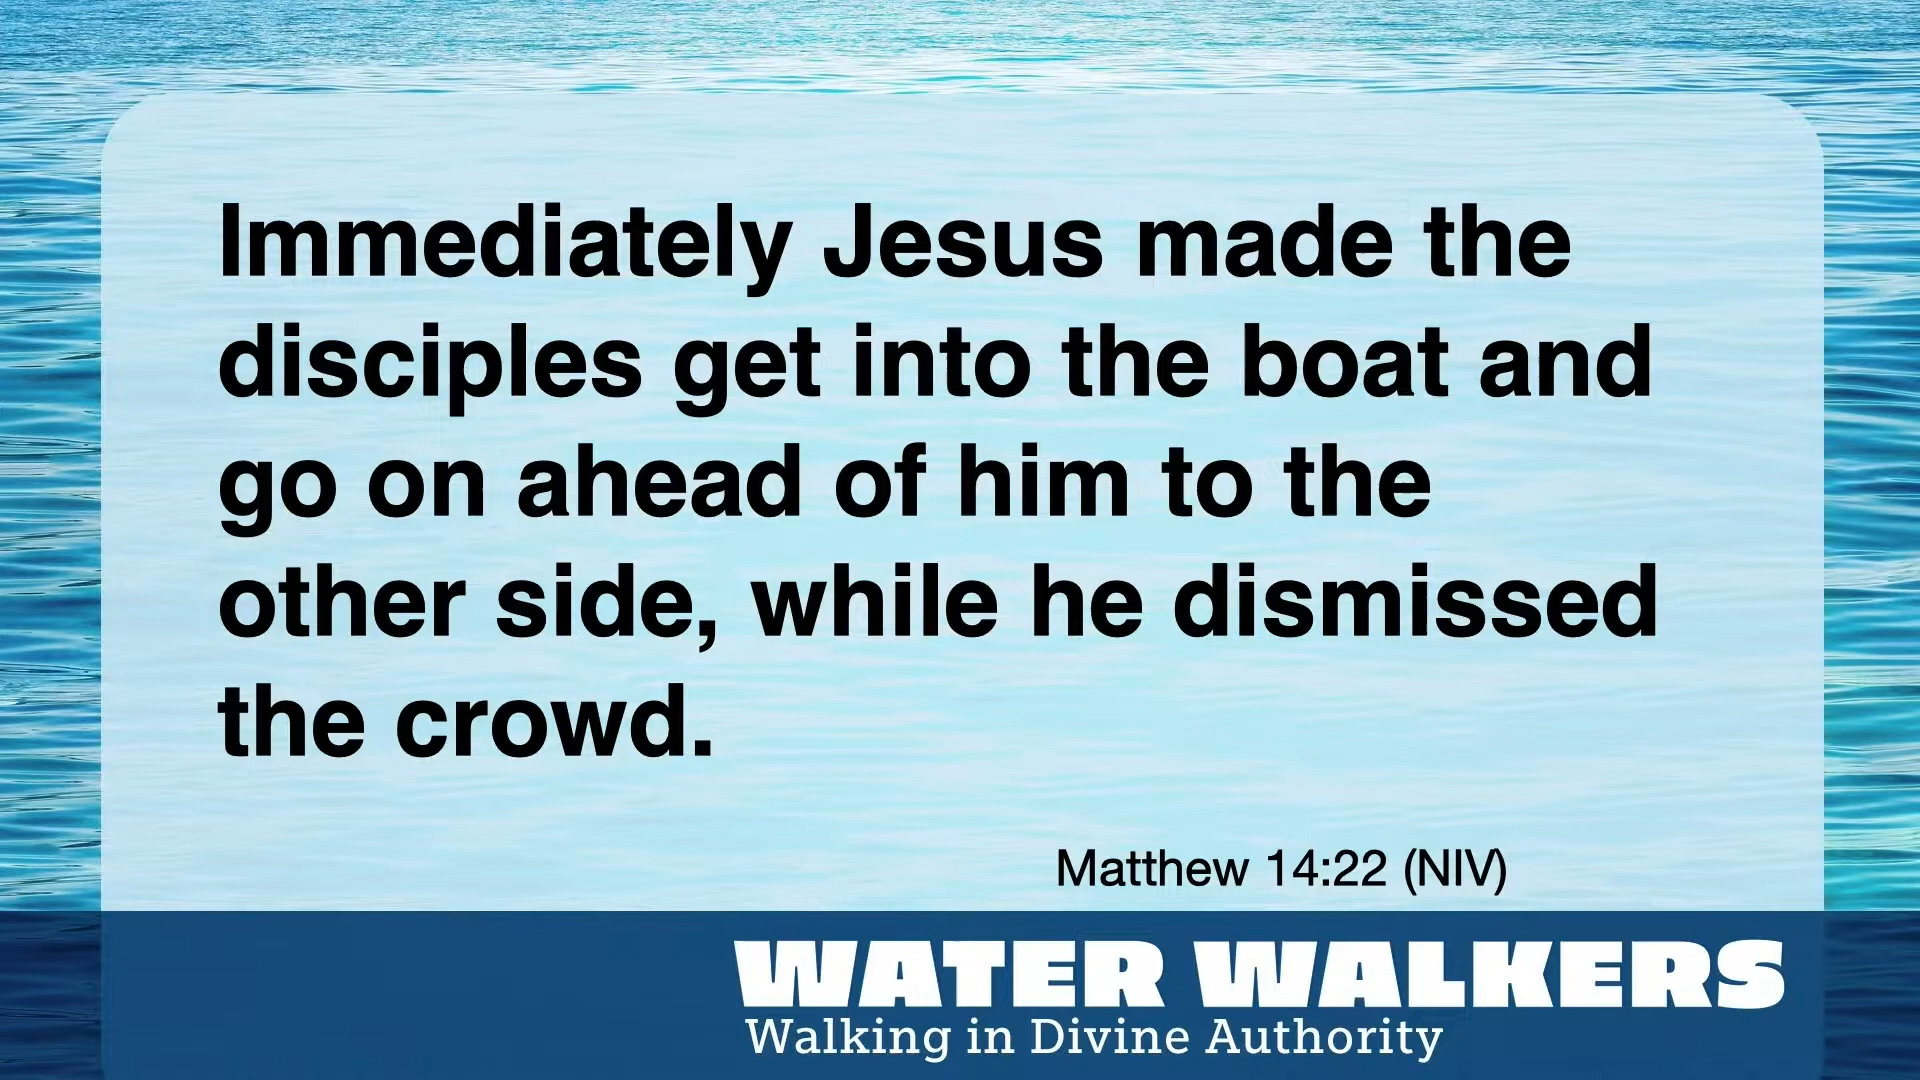 Immediately Jesus made the
disciples get into the boat and
go on ahead of him to the
other side, while he dismissed
the crowd.
Matthew 14:22 (NIV)
WATER WALKERS
Walking in Divine Authority